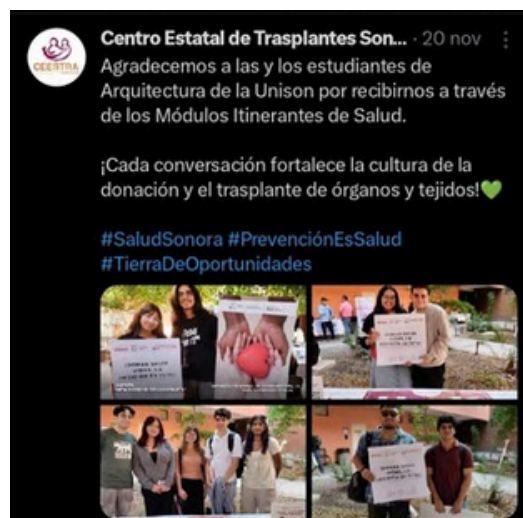 Centro Estatal de Trasplantes Son... · 20 nov
CEESTRA
Agradecemos a las y los estudiantes de
Arquitectura de la Unison por recibirnos a través
de los Módulos Itinerantes de Salud.
¡Cada conversación fortalece la cultura de la
donación y el trasplante de órganos y tejidos!💚
#SaludSonora #PrevenciónEsSalud
#TierraDeOportunidades